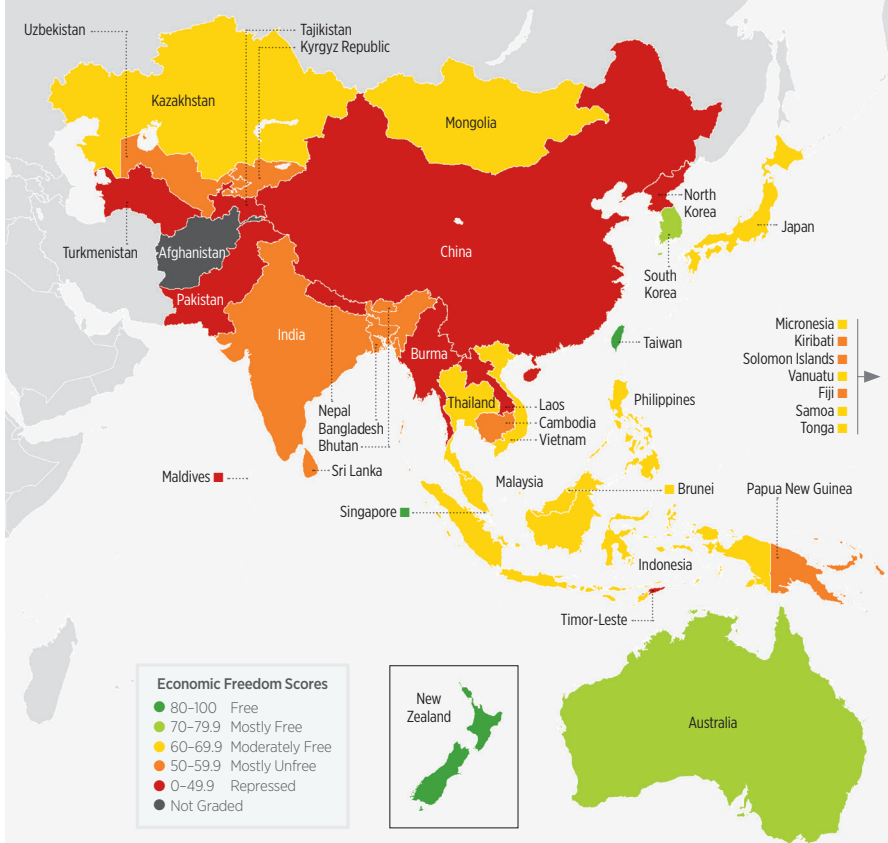 Uzbekistan
Tajikistan
Kyrgyz Republic
Kazakhstan
Mongolia
North
Korea
Japan
Turkmenistan
Afghanistan
China
South
Korea
Pakistan
India
Burma
Taiwan
Micronesia
Kiribati
Solomon Islands
Vanuatu
Fiji
Samoa
Tonga
Thailand
Philippines
Nepal
Bangladesh
Bhutan
Laos
Cambodia
Vietnam
Maldives
Sri Lanka
Malaysia
Brunei
Papua New Guinea
Singapore
Indonesia
Timor-Leste
Economic Freedom Scores
80–100 Free
70–79.9 Mostly Free
60–69.9 Moderately Free
50–59.9 Mostly Unfree
0–49.9 Repressed
Not Graded
New
Zealand
Australia